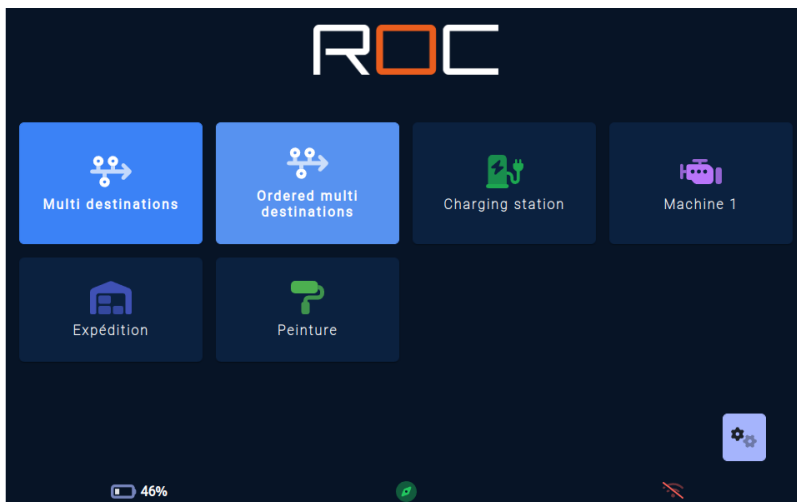 ROC
Multi destinations
Ordered multi
destinations
Charging station
Machine 1
Expédition
Peinture
46%